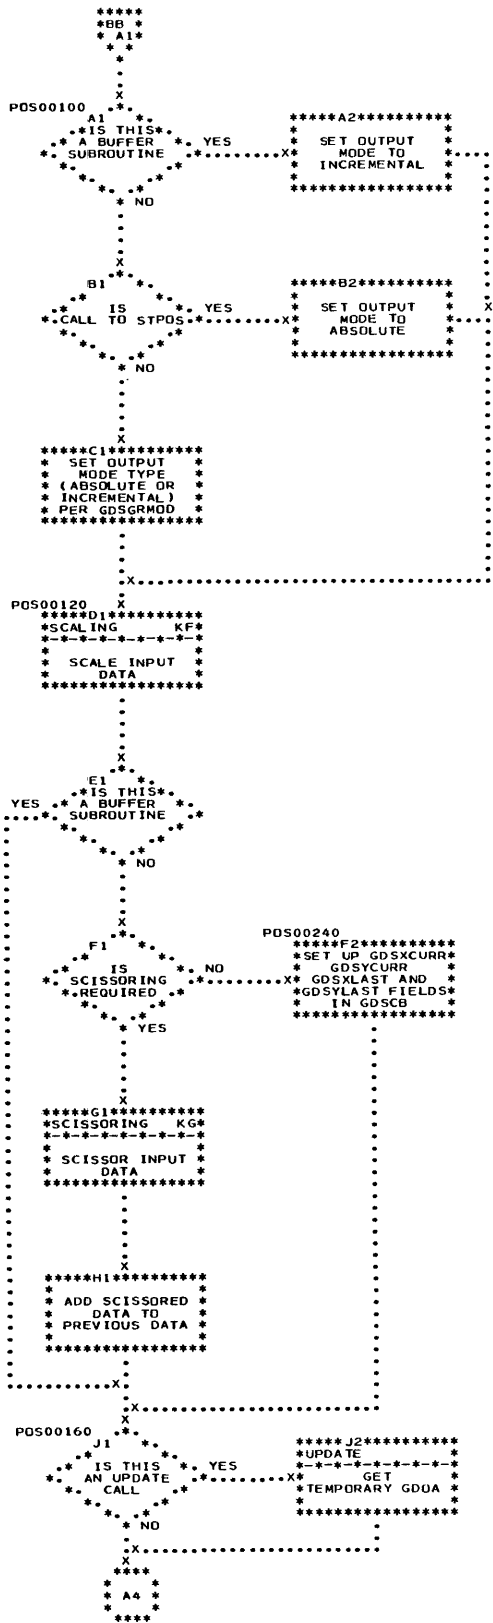 BB
A1
POS00100
A1
IS THIS
A BUFFER
SUBROUTINE
YES
NO
A2
SET OUTPUT
MODE TO
INCREMENTAL
B1
IS
CALL TO STPOS
YES
NO
B2
SET OUTPUT
MODE TO
ABSOLUTE
C1
SET OUTPUT
MODE TYPE
(ABSOLUTE OR
INCREMENTAL)
PER GDSGRMOD
POS00120
D1
SCALING KF
SCALE INPUT
DATA
E1
IS THIS
A BUFFER
SUBROUTINE
YES
NO
F1
IS
SCISSORING
REQUIRED
NO
YES
POS00240
F2
SET UP GDSXCURR
GDSYCURR
GDSXLAST AND
GDSYLAST FIELDS
IN GDSCB
G1
SCISSORING KG
SCISSOR INPUT
DATA
H1
ADD SCISSORED
DATA TO
PREVIOUS DATA
POS00160
J1
IS THIS
AN UPDATE
CALL
YES
NO
J2
UPDATE
GET
TEMPORARY GDOA
A4